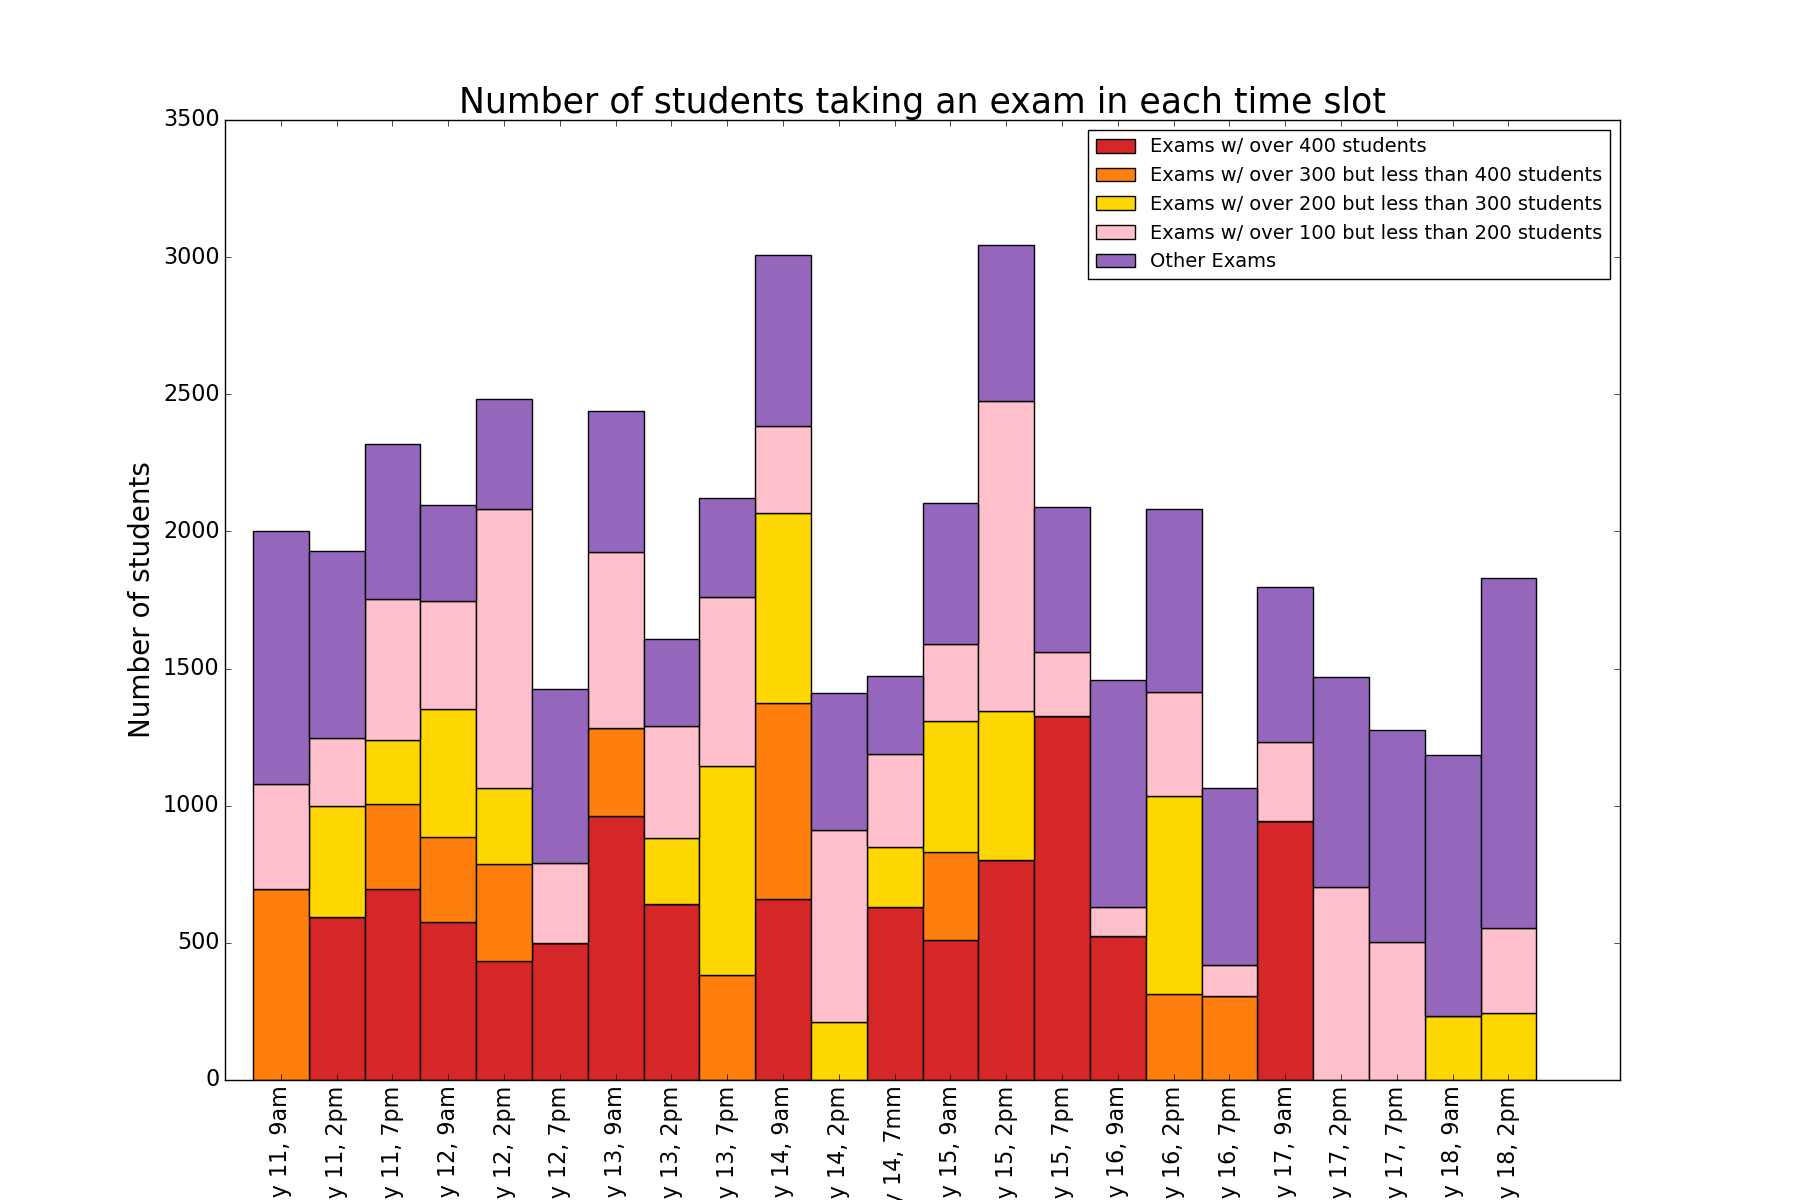 Number of students taking an exam in each time slot
Exams w/ over 400 students
Exams w/ over 300 but less than 400 students
Exams w/ over 200 but less than 300 students
Exams w/ over 100 but less than 200 students
Other Exams
Number of students
3500
3000
2500
2000
1500
1000
500
0
y 11, 9am
y 11, 2pm
y 11, 7pm
y 12, 9am
y 12, 2pm
y 12, 7pm
y 13, 9am
y 13, 2pm
y 13, 7pm
y 14, 9am
y 14, 2pm
y 14, 7mm
y 15, 9am
y 15, 2pm
y 15, 7pm
y 16, 9am
y 16, 2pm
y 16, 7pm
y 17, 9am
y 17, 2pm
y 17, 7pm
y 18, 9am
y 18, 2pm